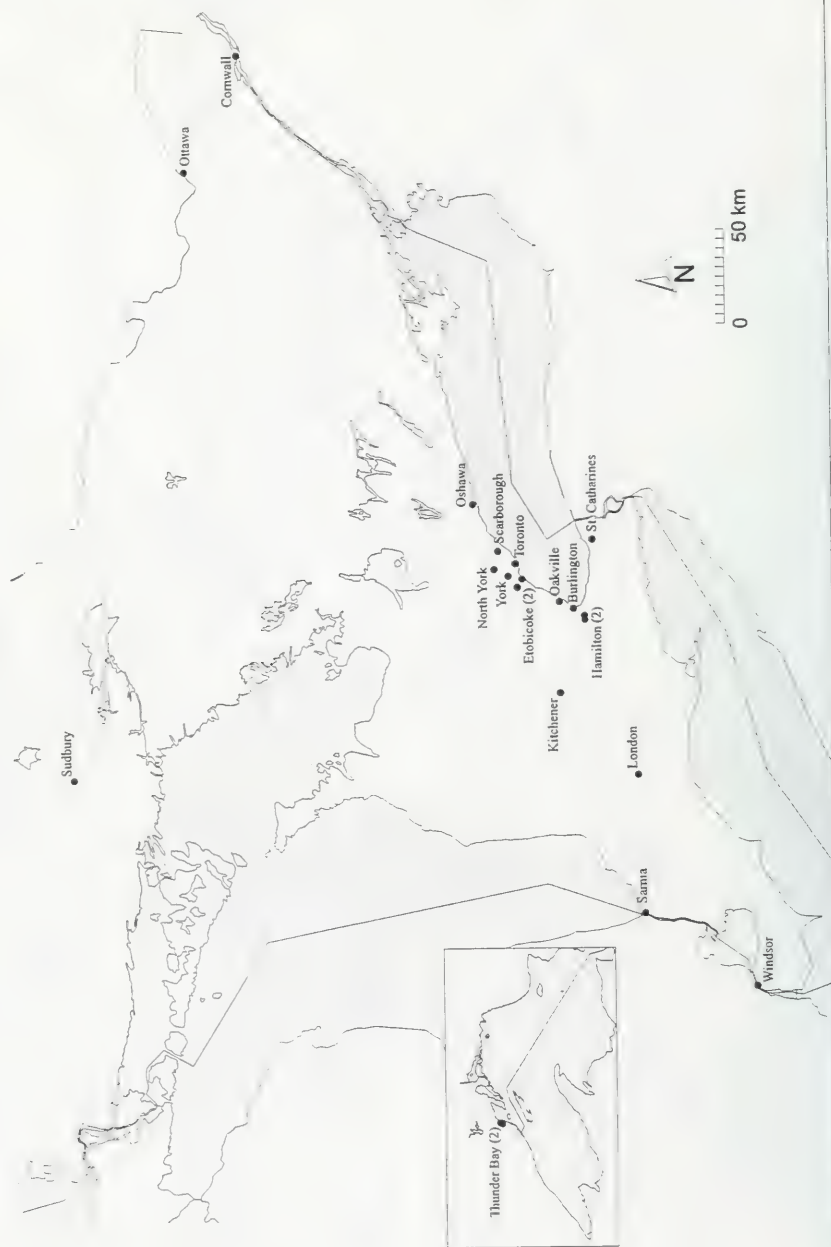 Sudbury
Ottawa
Cornwall
Oshawa
Scarborough
North York
Toronto
York
Etobicoke (2)
Oakville
Burlington
St. Catharines
Hamilton (2)
Kitchener
London
Sarnia
Windsor
Thunder Bay (2)
N
0 50 km